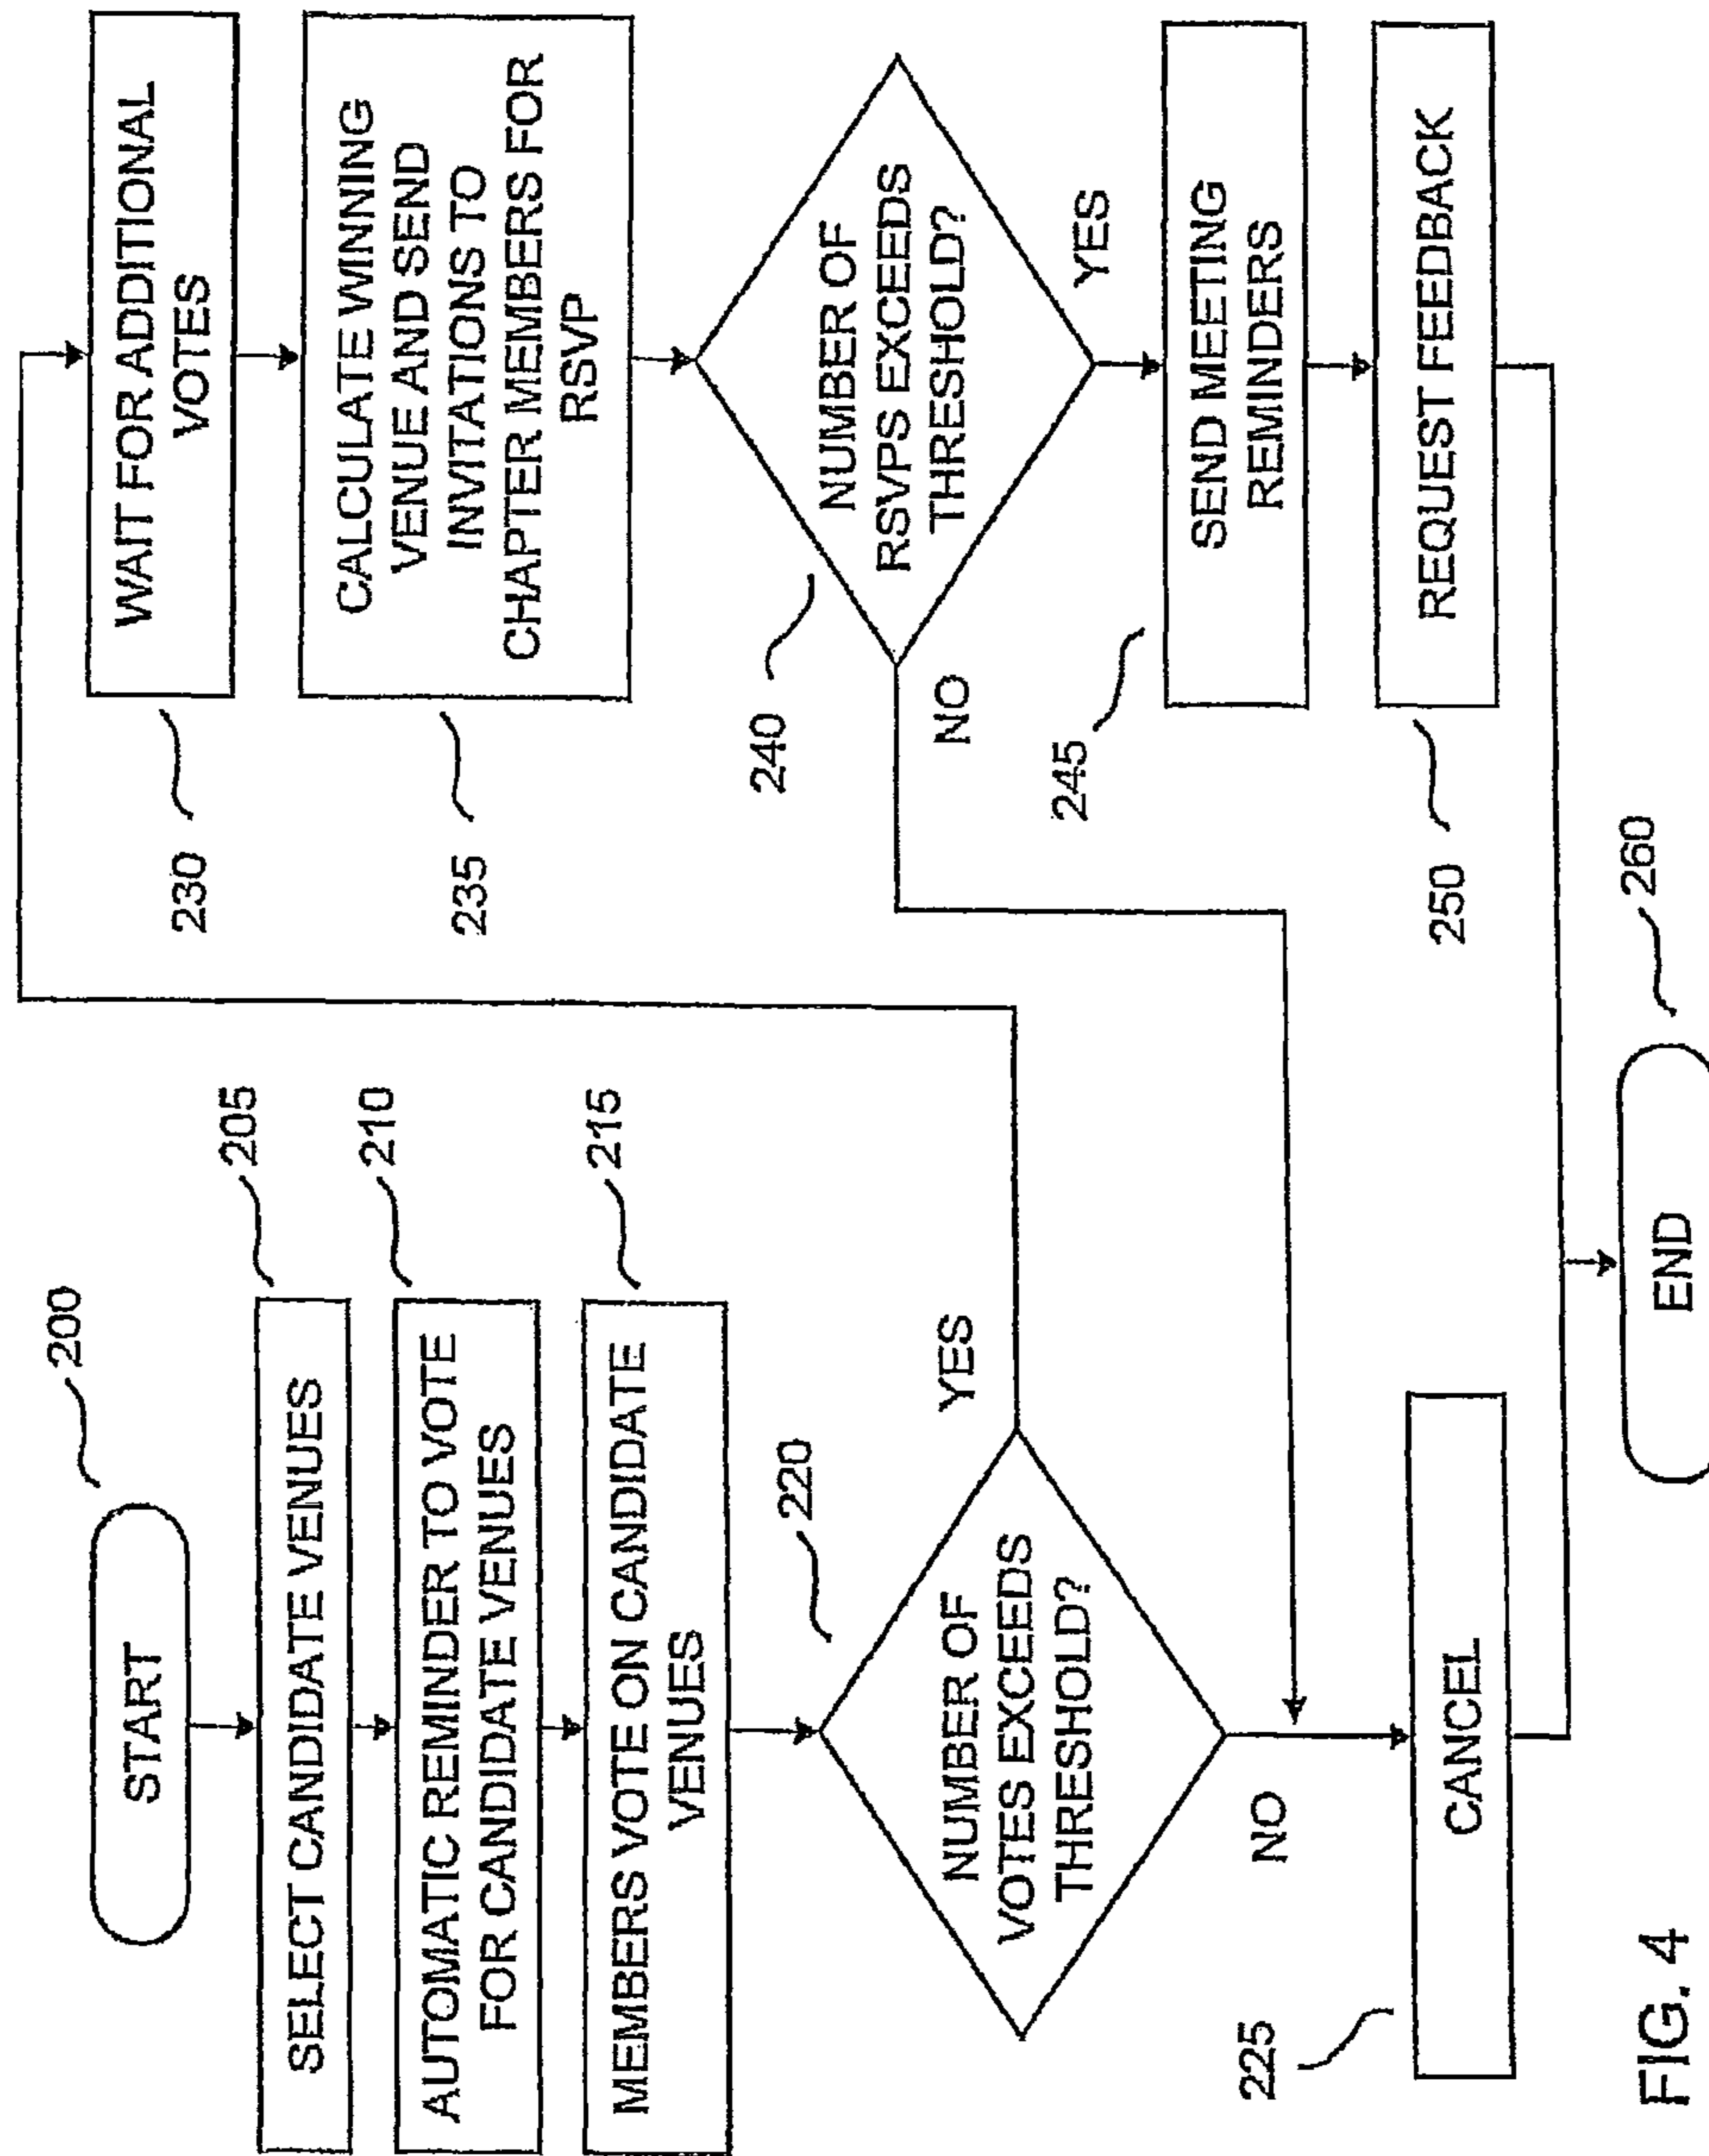 START
200
SELECT CANDIDATE VENUES
205
AUTOMATIC REMINDER TO VOTE
FOR CANDIDATE VENUES
210
MEMBERS VOTE ON CANDIDATE
VENUES
215
NUMBER OF
VOTES EXCEEDS
THRESHOLD?
220
YES
NO
CANCEL
225
WAIT FOR ADDITIONAL
VOTES
230
CALCULATE WINNING
VENUE AND SEND
INVITATIONS TO
CHAPTER MEMBERS FOR
RSVP
235
NUMBER OF
RSVPS EXCEEDS
THRESHOLD?
240
NO
YES
SEND MEETING
REMINDERS
245
REQUEST FEEDBACK
250
END
260
FIG. 4